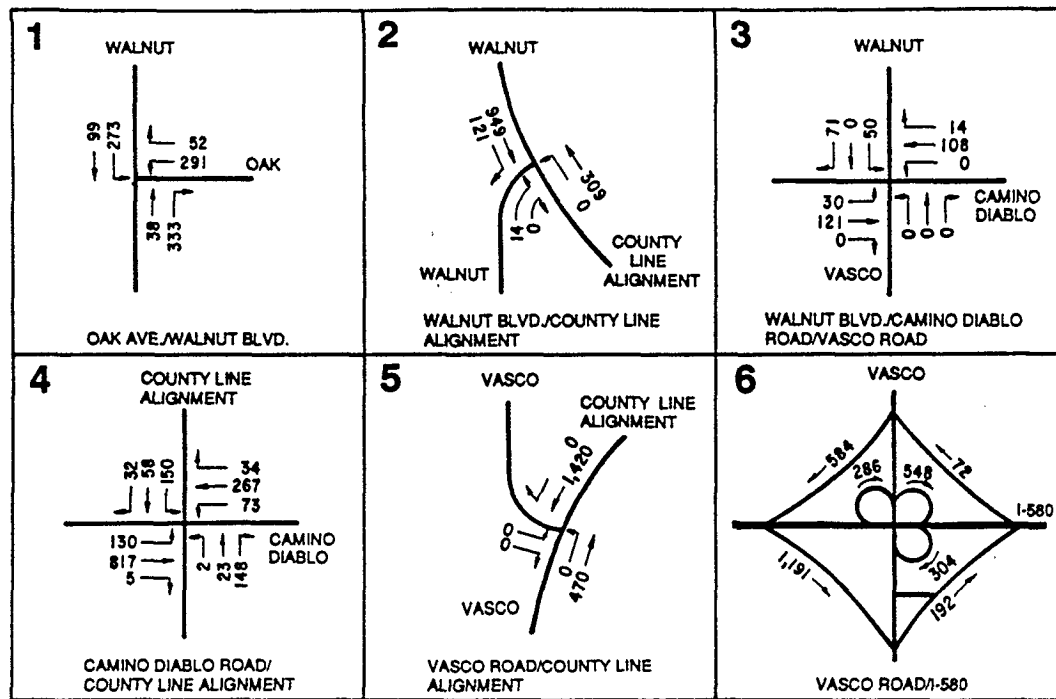 1
WALNUT
99
273
52
291
OAK
38
333
OAK AVE./WALNUT BLVD.
2
WALNUT
949
121
309
0
14
0
WALNUT
COUNTY
LINE
ALIGNMENT
WALNUT BLVD./COUNTY LINE
ALIGNMENT
3
WALNUT
71
0
50
14
108
0
30
121
0
CAMINO
DIABLO
0
0
0
VASCO
WALNUT BLVD./CAMINO DIABLO
ROAD/VASCO ROAD
4
COUNTY LINE
ALIGNMENT
32
58
150
34
267
73
130
817
5
CAMINO
DIABLO
2
23
148
CAMINO DIABLO ROAD/
COUNTY LINE ALIGNMENT
5
VASCO
COUNTY LINE
ALIGNMENT
0
1,420
0
0
0
470
VASCO
VASCO ROAD/COUNTY LINE
ALIGNMENT
6
VASCO
584
286
548
72
I-580
1,191
304
192
VASCO ROAD/I-580